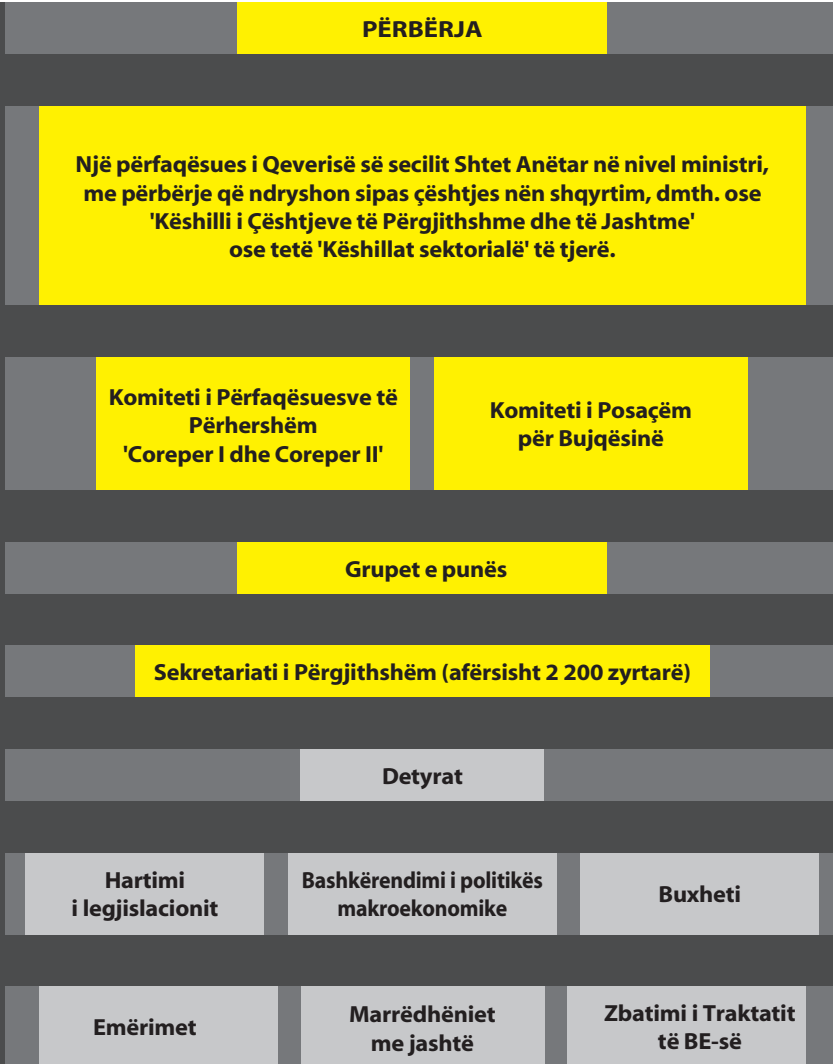 PËRBËRJA
Një përfaqësues i Qeverisë së secilit Shtet Anëtar në nivel ministri,
me përbërje që ndryshon sipas çështjes nën shqyrtim, dmth. ose
'Këshilli i Çështjeve të Përgjithshme dhe të Jashtme'
ose tetë 'Këshillat sektorialë' të tjerë.
Komiteti i Përfaqësuesve të
Përhershëm
'Coreper I dhe Coreper II'
Komiteti i Posaçëm
për Bujqësinë
Grupet e punës
Sekretariati i Përgjithshëm (afërsisht 2 200 zyrtarë)
Detyrat
Hartimi
i legjislacionit
Bashkërendimi i politikës
makroekonomike
Buxheti
Emërimet
Marrëdhëniet
me jashtë
Zbatimi i Traktatit
të BE-së